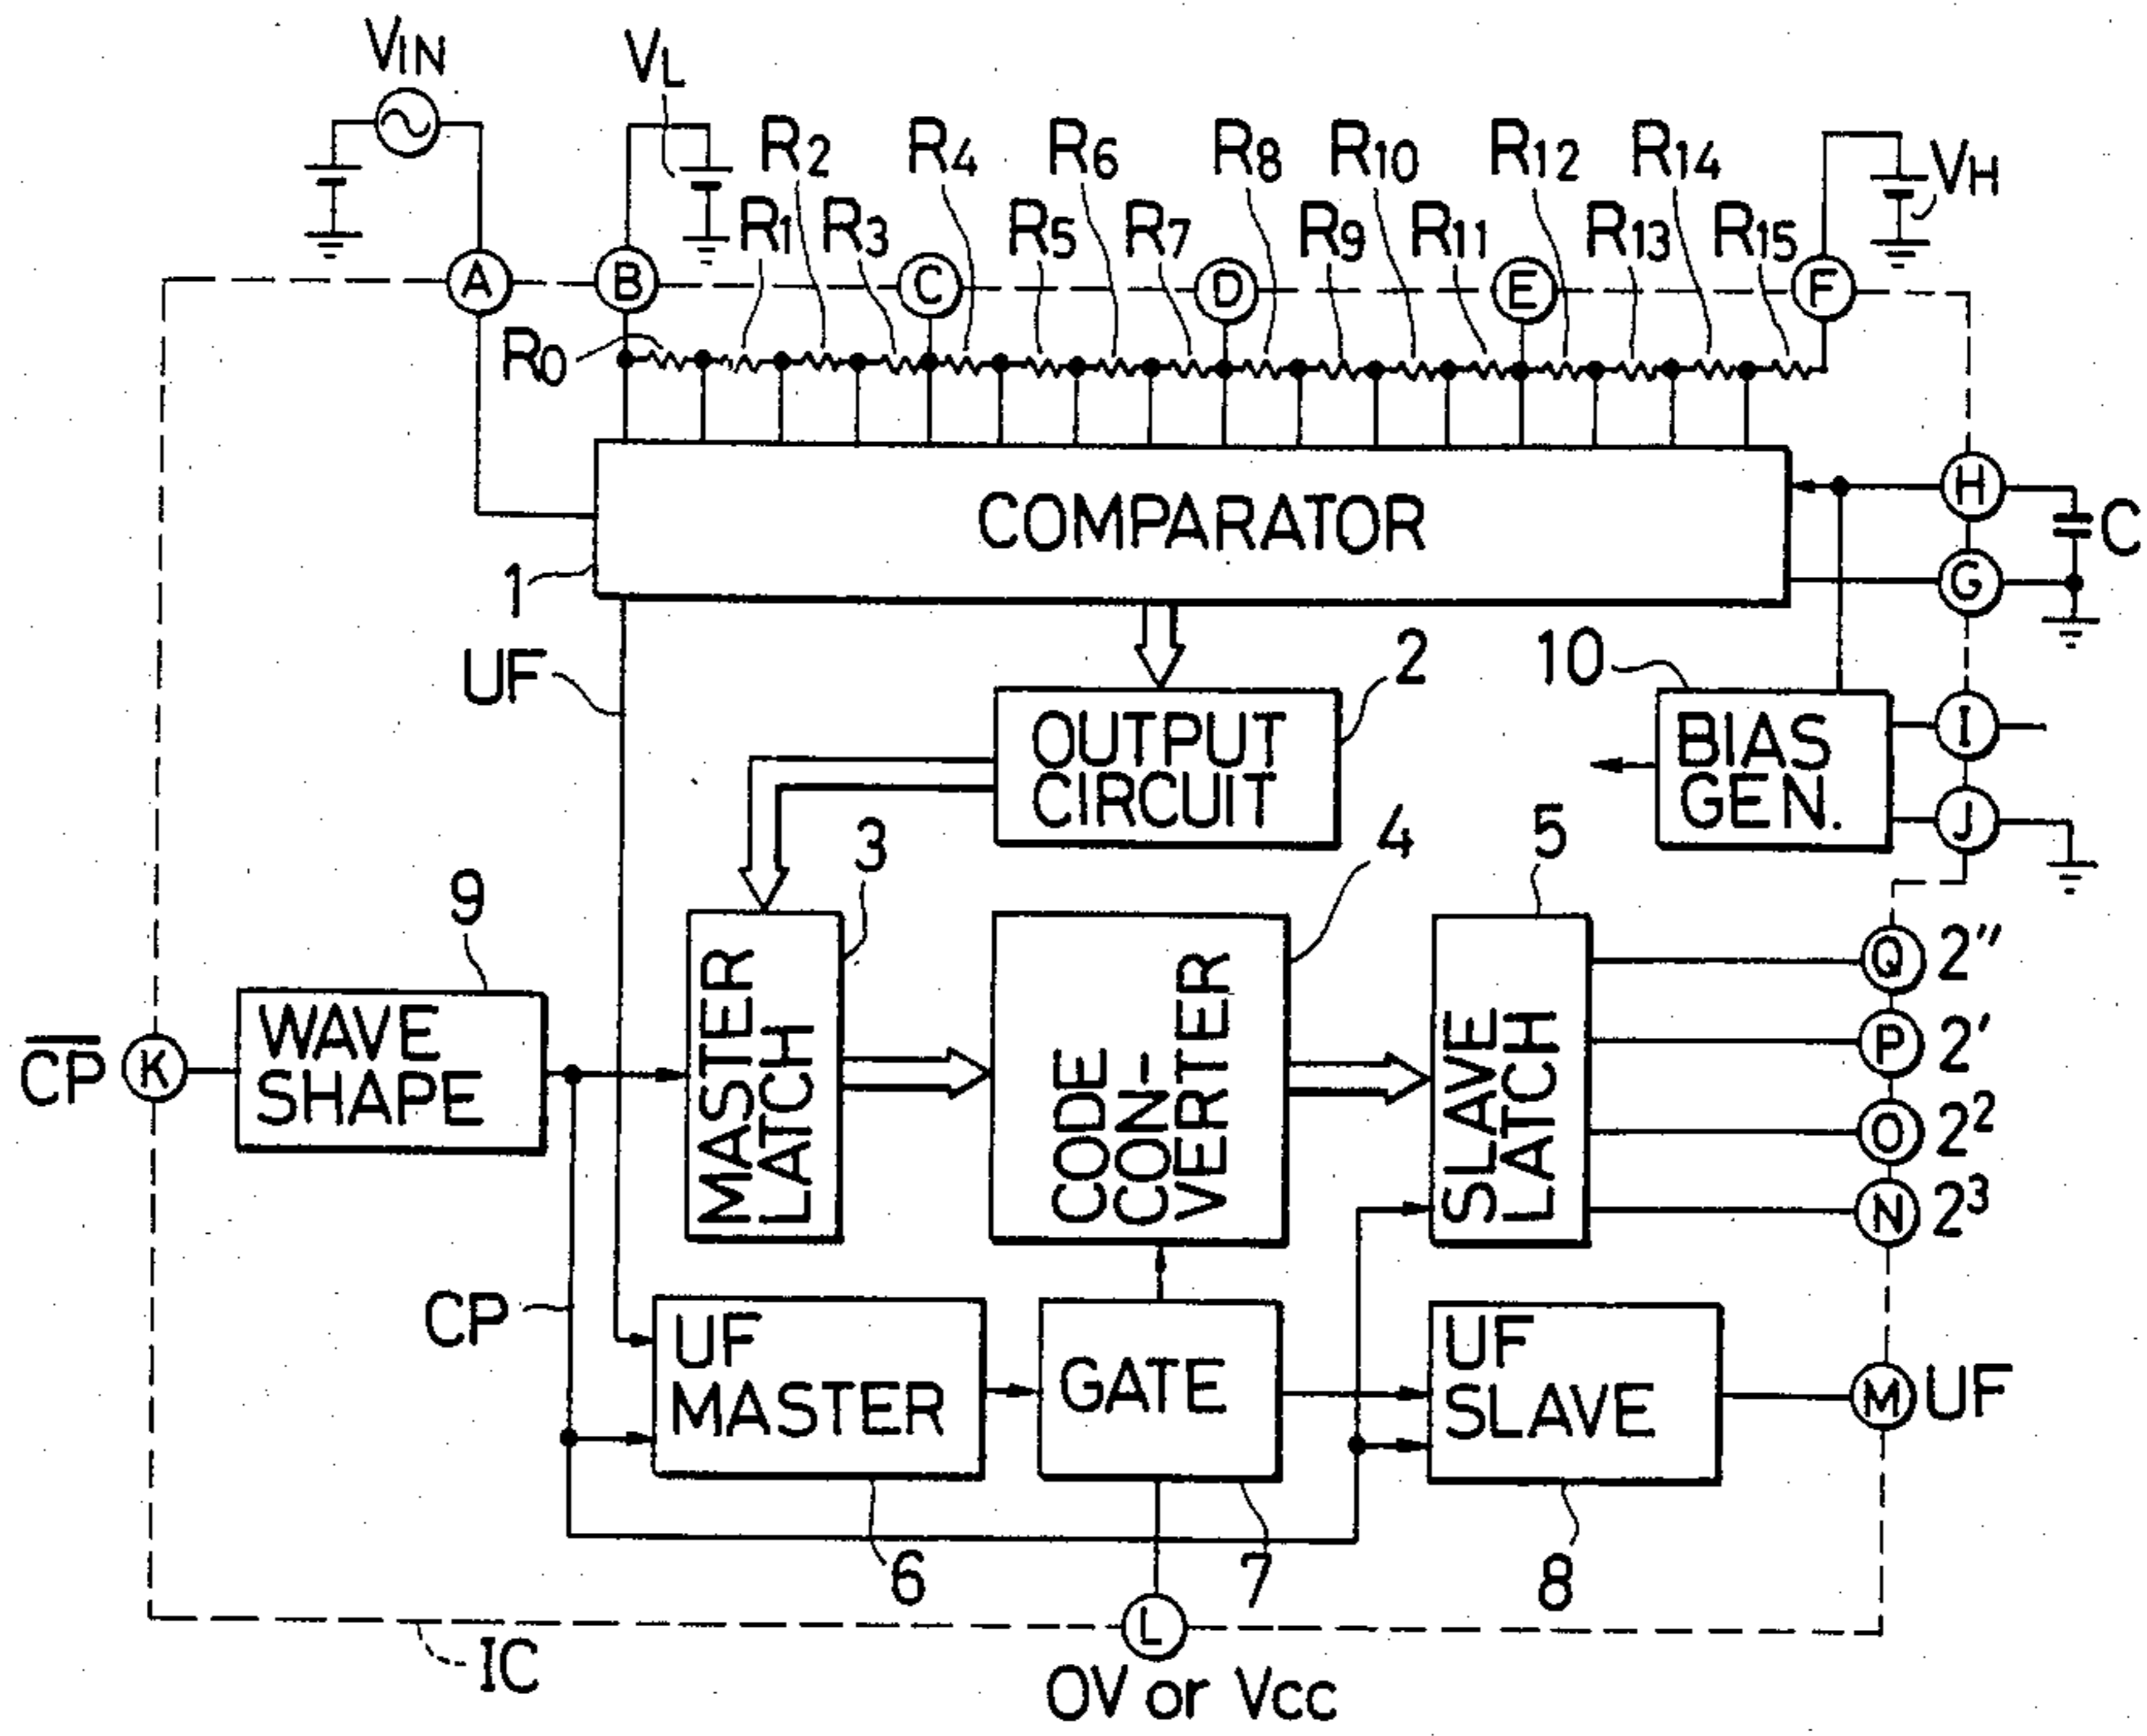 VIN
VL
R2
R4
R6
R8
R10
R12
R14
VH
R1
R3
R5
R7
R9
R11
R13
R15
A
B
C
D
E
F
R0
COMPARATOR
H
C
G
1
UF
2
10
OUTPUT
CIRCUIT
BIAS
GEN.
I
J
3
4
5
9
MASTER
LATCH
CODE
CON-
VERTER
SLAVE
LATCH
Q 2″
P 2′
O 2²
N 2³
C̅P̅
K
WAVE
SHAPE
CP
UF
MASTER
GATE
UF
SLAVE
M UF
6
7
8
IC
L
OV or Vcc